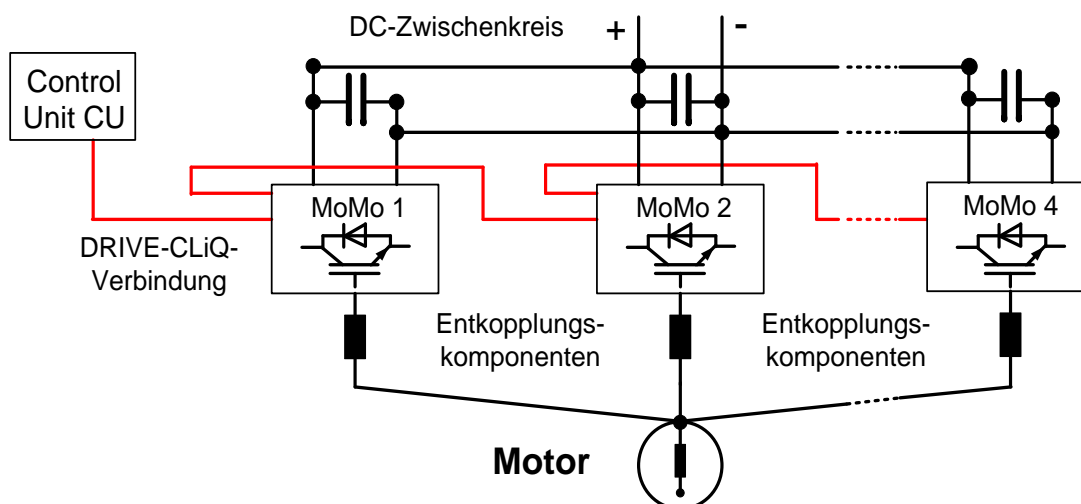 DC-Zwischenkreis
+
-
Control
Unit CU
MoMo 1
MoMo 2
MoMo 4
DRIVE-CLiQ-
Verbindung
Entkopplungs-
komponenten
Entkopplungs-
komponenten
Motor